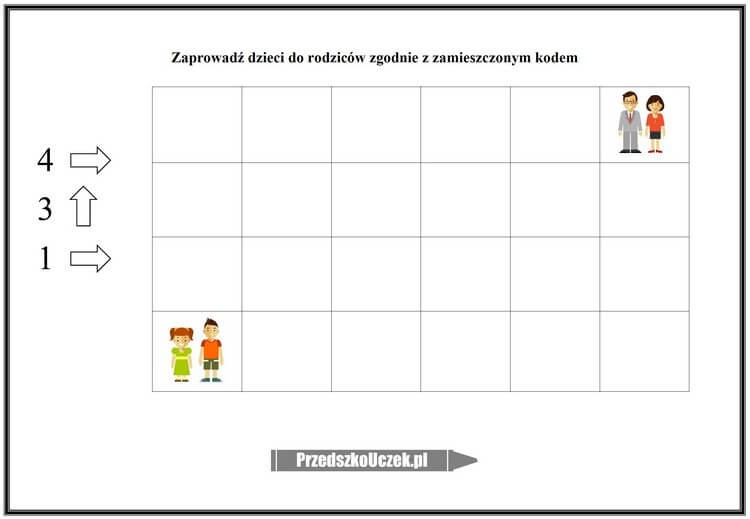 Zaprowadź dzieci do rodziców zgodnie z zamieszczonym kodem
4
3
1
PrzedszkoUczek.pl